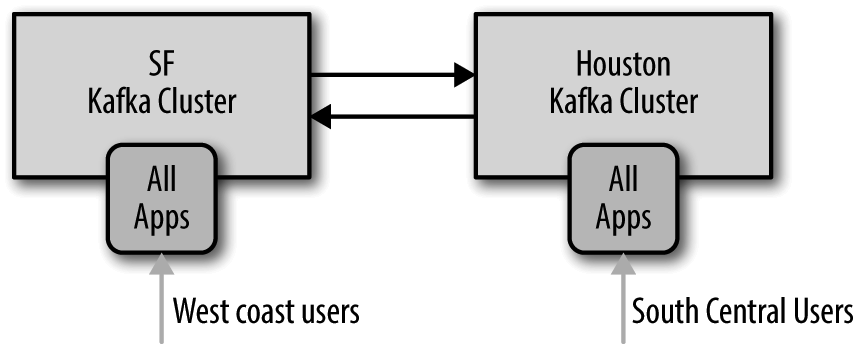 SF
Kafka Cluster
Houston
Kafka Cluster
All
Apps
All
Apps
West coast users
South Central Users